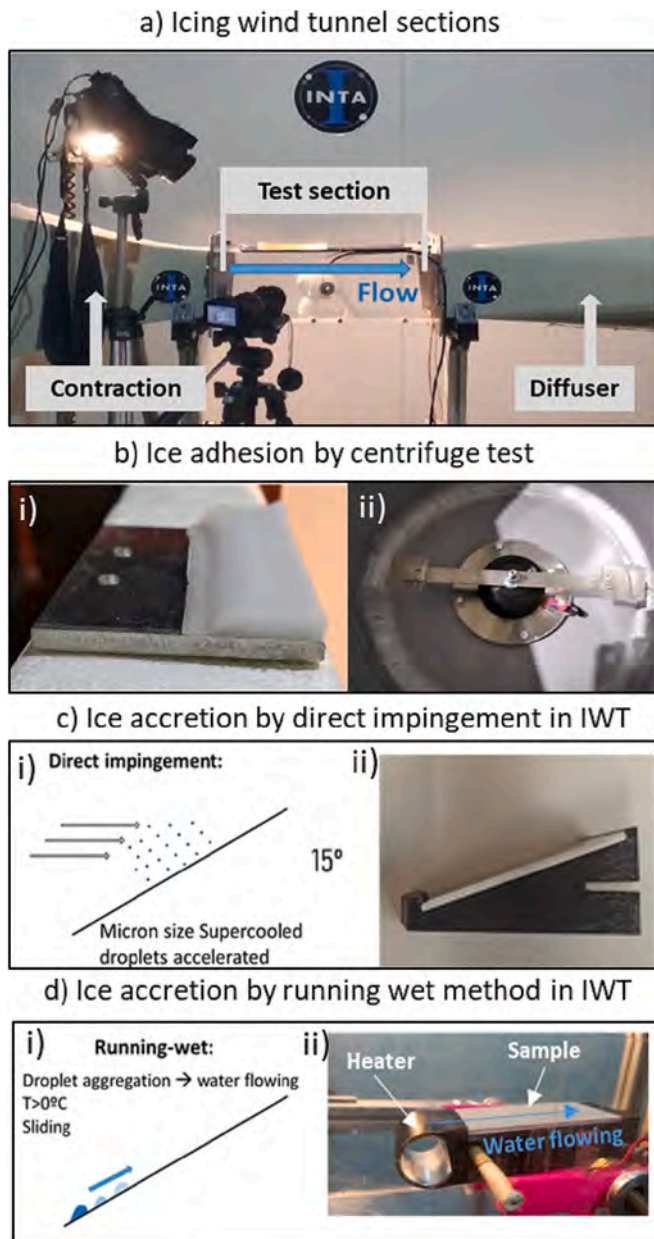 a) Icing wind tunnel sections
INTA
Test section
INTA
Flow
INTA
Contraction
Diffuser
b) Ice adhesion by centrifuge test
i)
ii)
c) Ice accretion by direct impingement in IWT
i)
Direct impingement:
15º
Micron size Supercooled
droplets accelerated
ii)
d) Ice accretion by running wet method in IWT
i)
Running-wet:
Droplet aggregation → water flowing
T>0ºC
Sliding
ii)
Heater
Sample
Water flowing